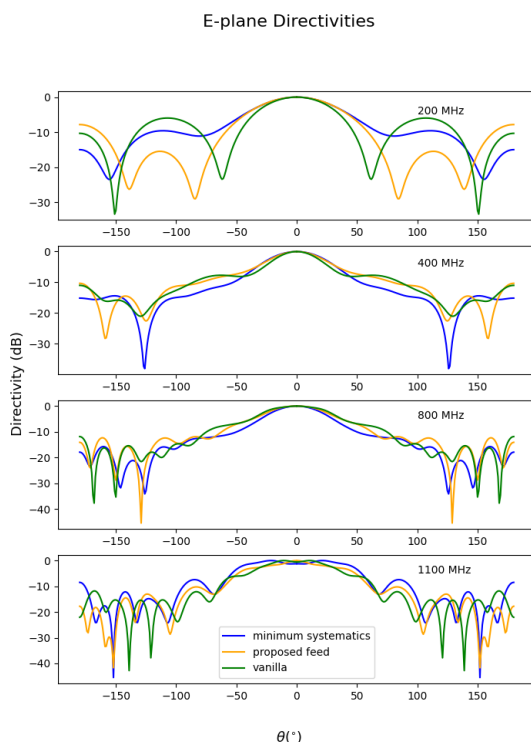 E-plane Directivities
0
−10
−20
−30
200 MHz
−150 −100 −50 0 50 100 150
0
−10
−20
−30
400 MHz
−150 −100 −50 0 50 100 150
Directivity (dB)
0
−10
−20
−30
−40
800 MHz
−150 −100 −50 0 50 100 150
0
−10
−20
−30
−40
1100 MHz
minimum systematics
proposed feed
vanilla
−150 −100 −50 0 50 100 150
θ(°)